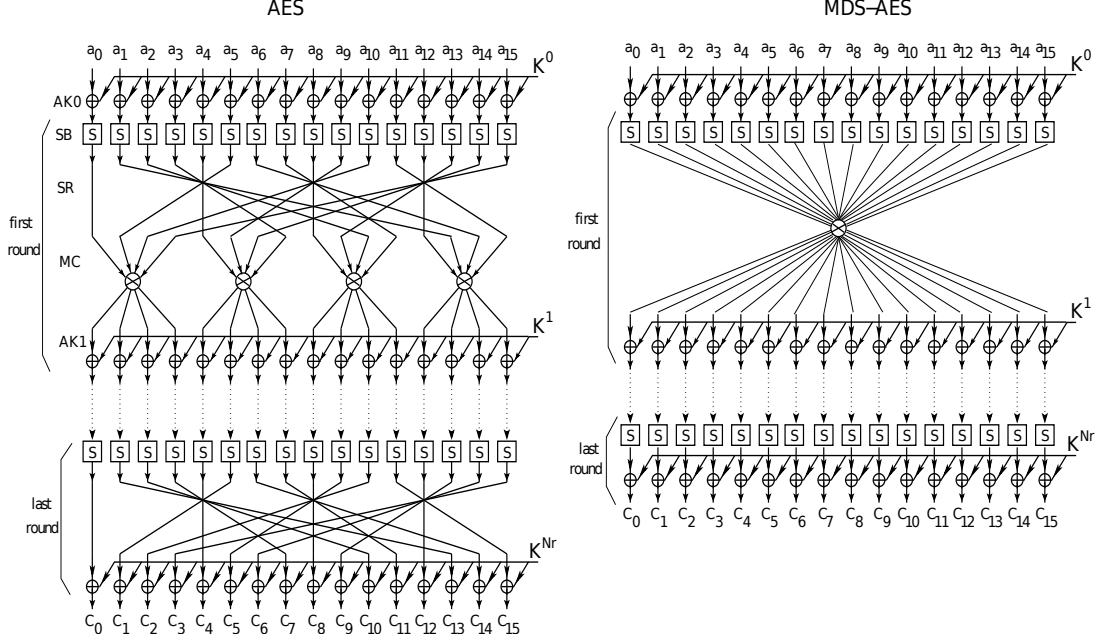 AES
MDS–AES
a0 a1 a2 a3 a4 a5 a6 a7 a8 a9 a10 a11 a12 a13 a14 a15
K0
AK0
SB S S S S S S S S S S S S S S S S
SR
first
round
MC
K1
AK1
S S S S S S S S S S S S S S S S
last
round
KNr
C0 C1 C2 C3 C4 C5 C6 C7 C8 C9 C10 C11 C12 C13 C14 C15
a0 a1 a2 a3 a4 a5 a6 a7 a8 a9 a10 a11 a12 a13 a14 a15
K0
S S S S S S S S S S S S S S S S
first
round
K1
S S S S S S S S S S S S S S S S
last
round
KNr
C0 C1 C2 C3 C4 C5 C6 C7 C8 C9 C10 C11 C12 C13 C14 C15